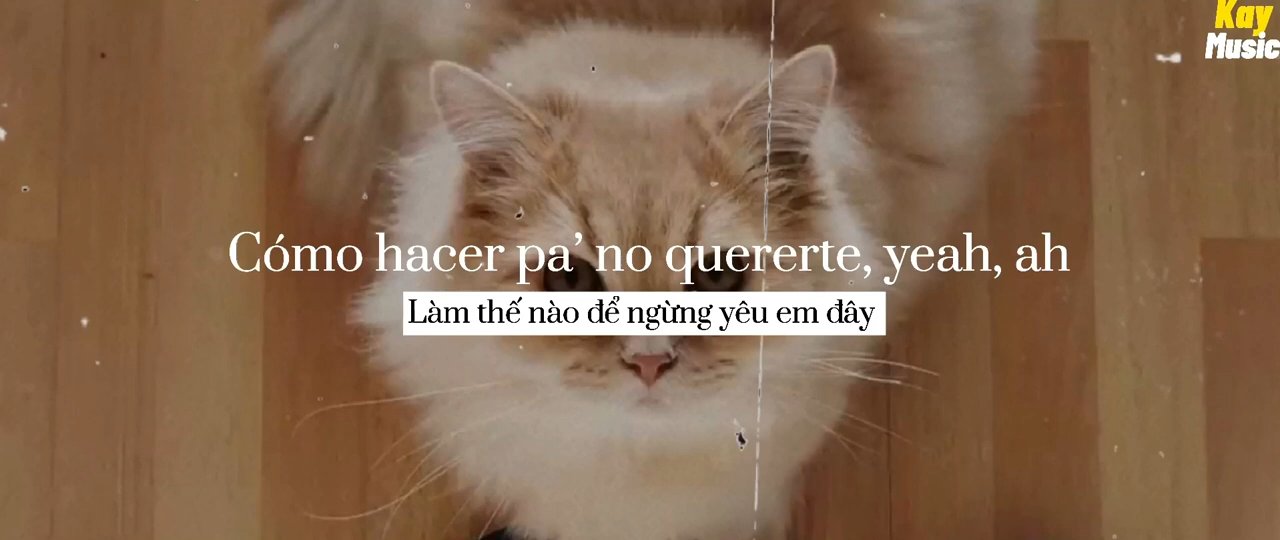 Kay
Music
Cómo hacer pa’ no quererte, yeah, ah
Làm thế nào để ngừng yêu em đây